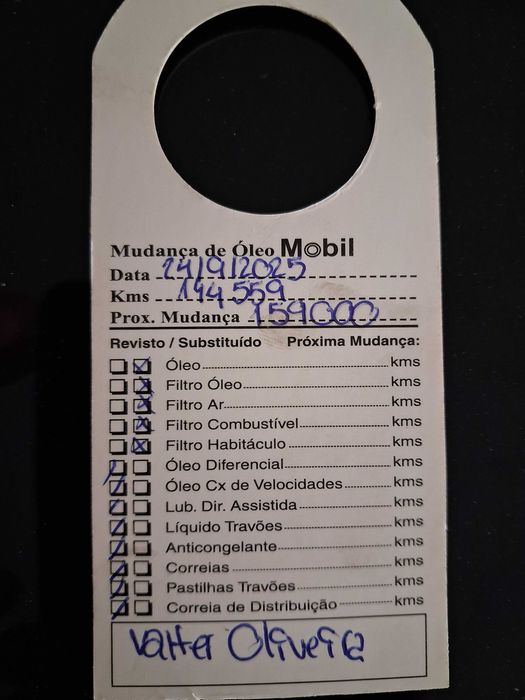 Mudança de Óleo Mobil
Data 24/9/2025
Kms 144.559
Prox. Mudança 159000
Revisto / Substituído Próxima Mudança:
Óleo kms
Filtro Óleo kms
Filtro Ar kms
Filtro Combustível kms
Filtro Habitáculo kms
Óleo Diferencial kms
Óleo Cx de Velocidades kms
Lub. Dir. Assistida kms
Líquido Travões kms
Anticongelante kms
Correias kms
Pastilhas Travões kms
Correia de Distribuição kms
Valter Oliveira